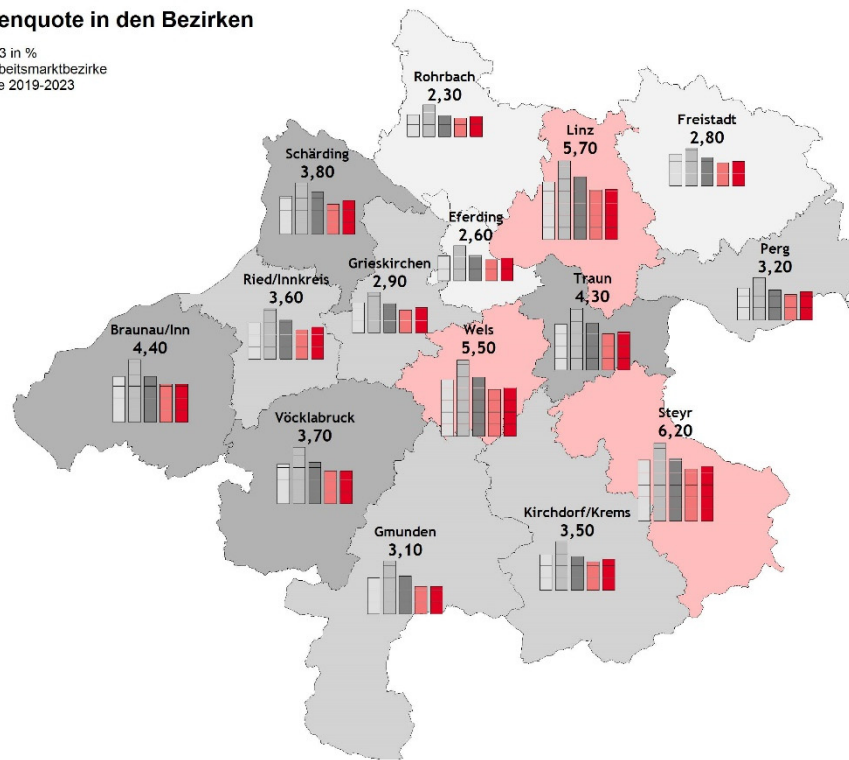 enquote in den Bezirken
3 in %
beitsmarktbezirke
e 2019-2023
Rohrbach
2,30
Linz
5,70
Freistadt
2,80
Schärding
3,80
Eferding
2,60
Perg
3,20
Grieskirchen
2,90
Ried/Innkreis
3,60
Traun
4,30
Braunau/Inn
4,40
Wels
5,50
Vöcklabruck
3,70
Steyr
6,20
Kirchdorf/Krems
3,50
Gmunden
3,10